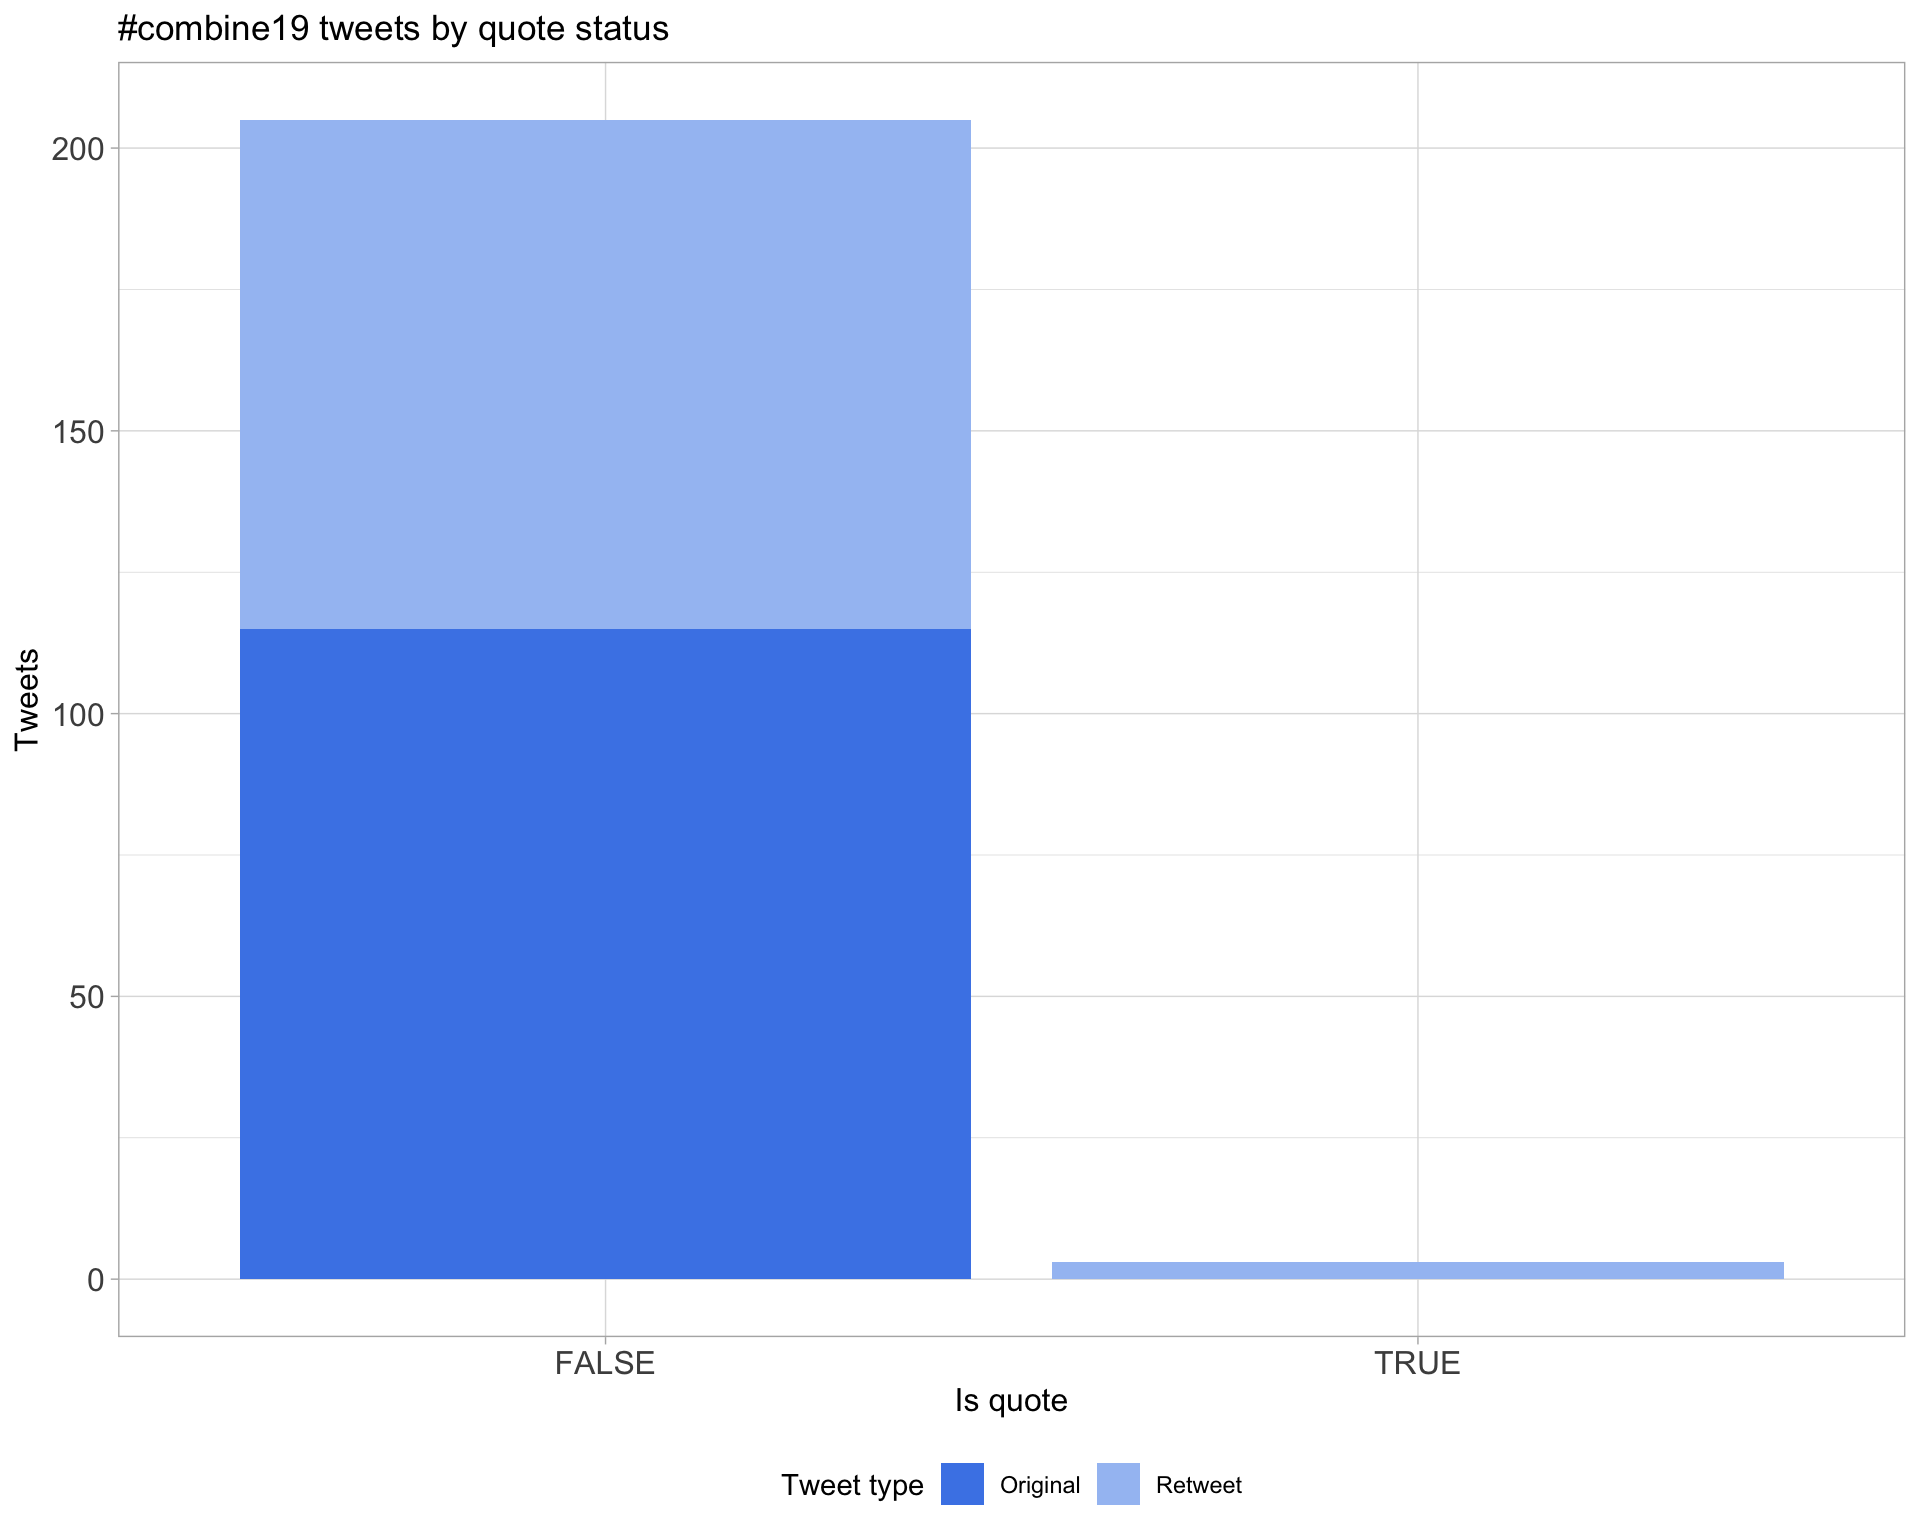 #combine19 tweets by quote status
200
150
100
50
0
Tweets
FALSE TRUE
Is quote
Tweet type Original Retweet